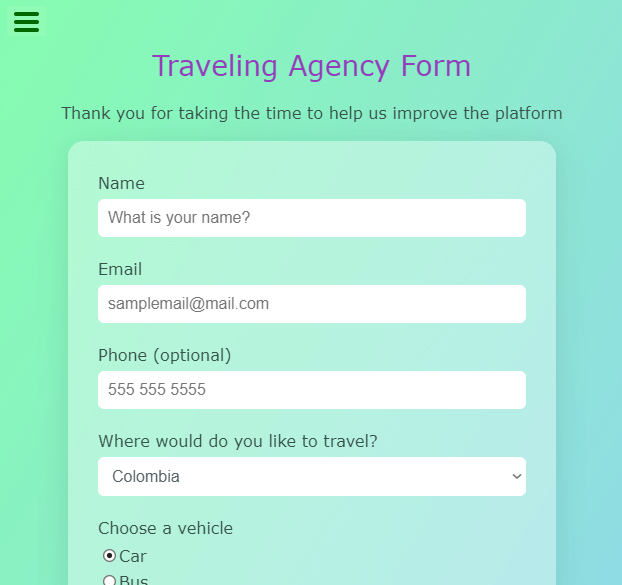 Traveling Agency Form
Thank you for taking the time to help us improve the platform
Name
What is your name?
Email
samplemail@mail.com
Phone (optional)
555 555 5555
Where would you like to travel?
Colombia
Choose a vehicle
Car
Bus